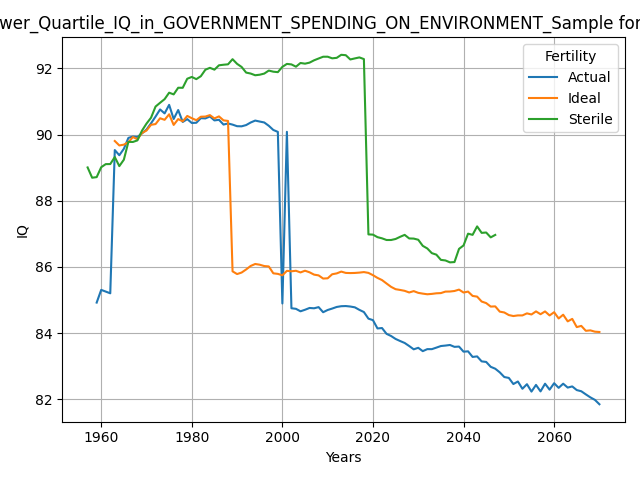 wer_Quartile_IQ_in_GOVERNMENT_SPENDING_ON_ENVIRONMENT_Sample for
Fertility
Actual
Ideal
Sterile
IQ
92
90
88
86
84
82
1960 1980 2000 2020 2040 2060
Years